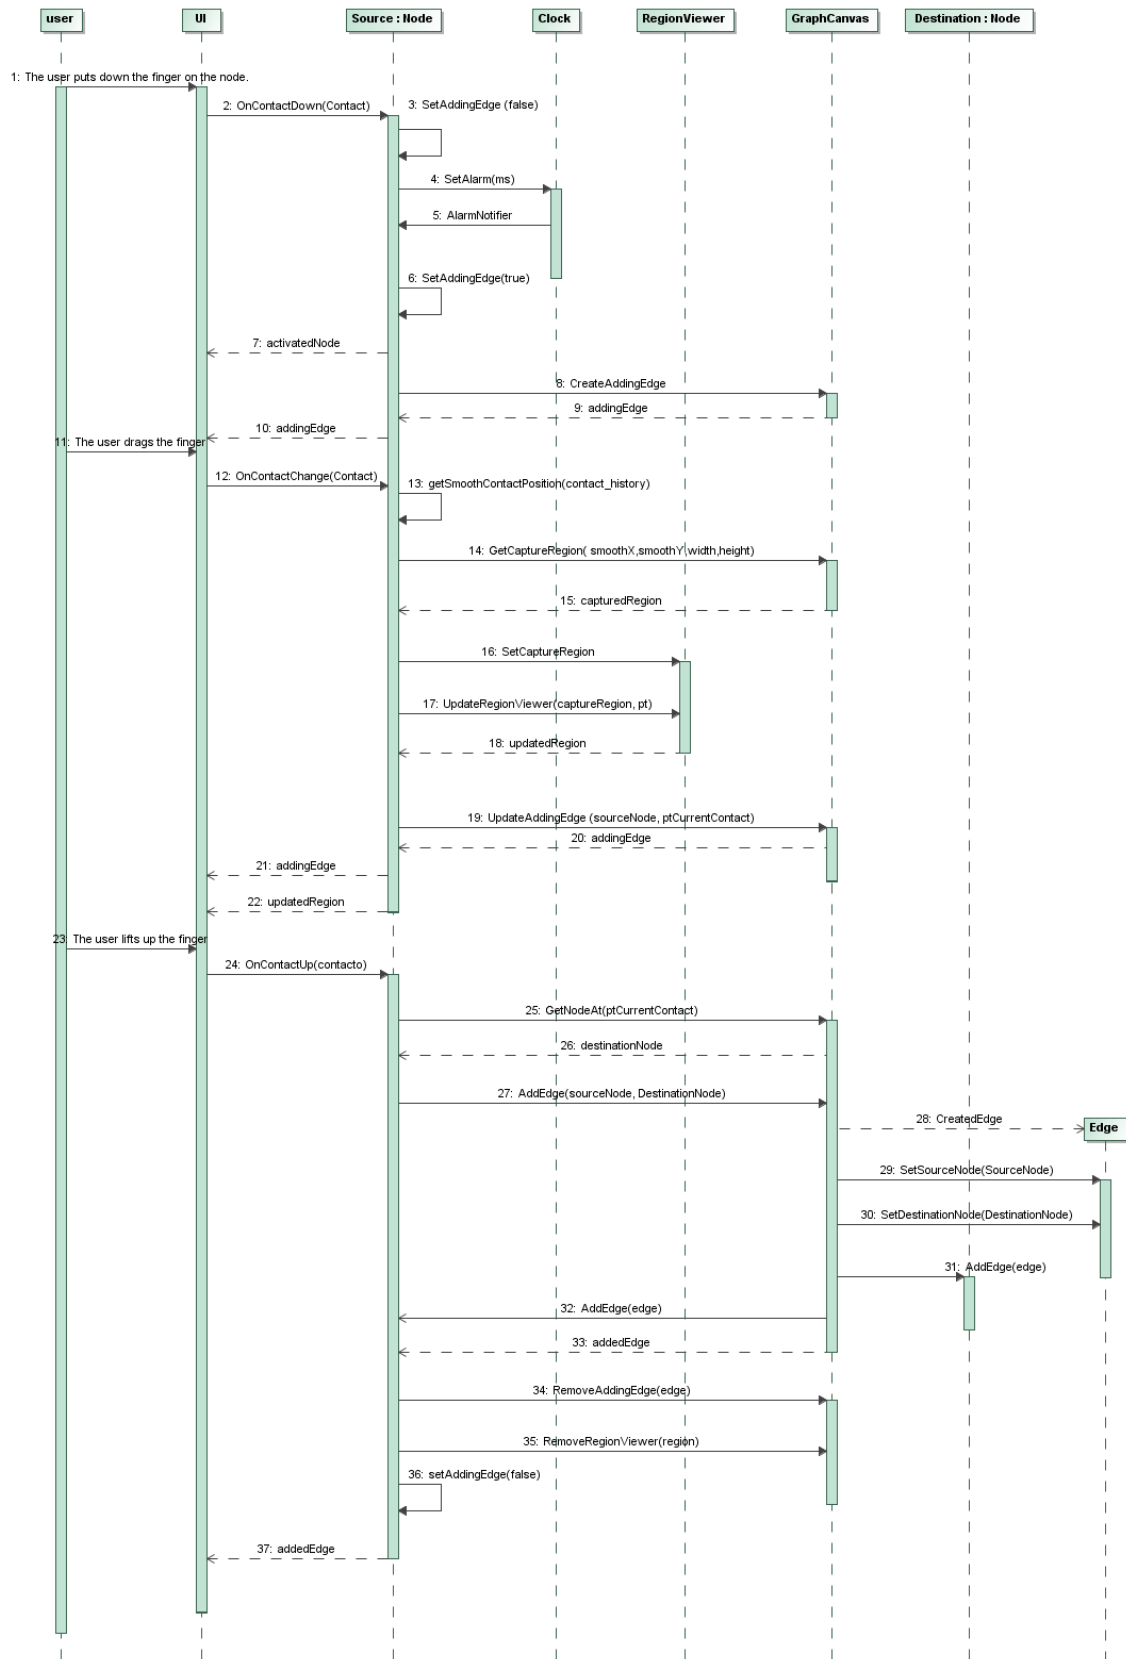 user
UI
Source : Node
Clock
RegionViewer
GraphCanvas
Destination : Node
1: The user puts down the finger on the node.
2: OnContactDown(Contact)
3: SetAddingEdge (false)
4: SetAlarm(ms)
5: AlarmNotifier
6: SetAddingEdge(true)
7: activatedNode
8: CreateAddingEdge
9: addingEdge
10: addingEdge
11: The user drags the finger
12: OnContactChange(Contact)
13: getSmoothContactPosition(contact_history)
14: GetCaptureRegion( smoothX,smoothY,width,height)
15: capturedRegion
16: SetCaptureRegion
17: UpdateRegionViewer(captureRegion, pt)
18: updatedRegion
19: UpdateAddingEdge (sourceNode, ptCurrentContact)
20: addingEdge
21: addingEdge
22: updatedRegion
23: The user lifts up the finger
24: OnContactUp(contacto)
25: GetNodeAt(ptCurrentContact)
26: destinationNode
27: AddEdge(sourceNode, DestinationNode)
28: CreatedEdge
Edge
29: SetSourceNode(SourceNode)
30: SetDestinationNode(DestinationNode)
31: AddEdge(edge)
32: AddEdge(edge)
33: addedEdge
34: RemoveAddingEdge(edge)
35: RemoveRegionViewer(region)
36: setAddingEdge(false)
37: addedEdge